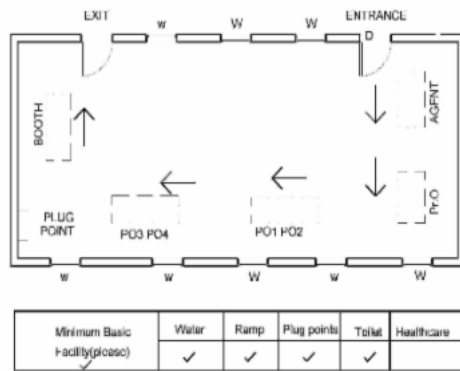 EXIT
ENTRANCE
w W W
D
BOOTH
AGENT
Pr.O
PLUG
POINT
PO3 PO4
PO1 PO2
w w W w W
Minimum Basic
Facility(please)
✓
Water Ramp Plug points Toilet Healthcare
✓ ✓ ✓ ✓